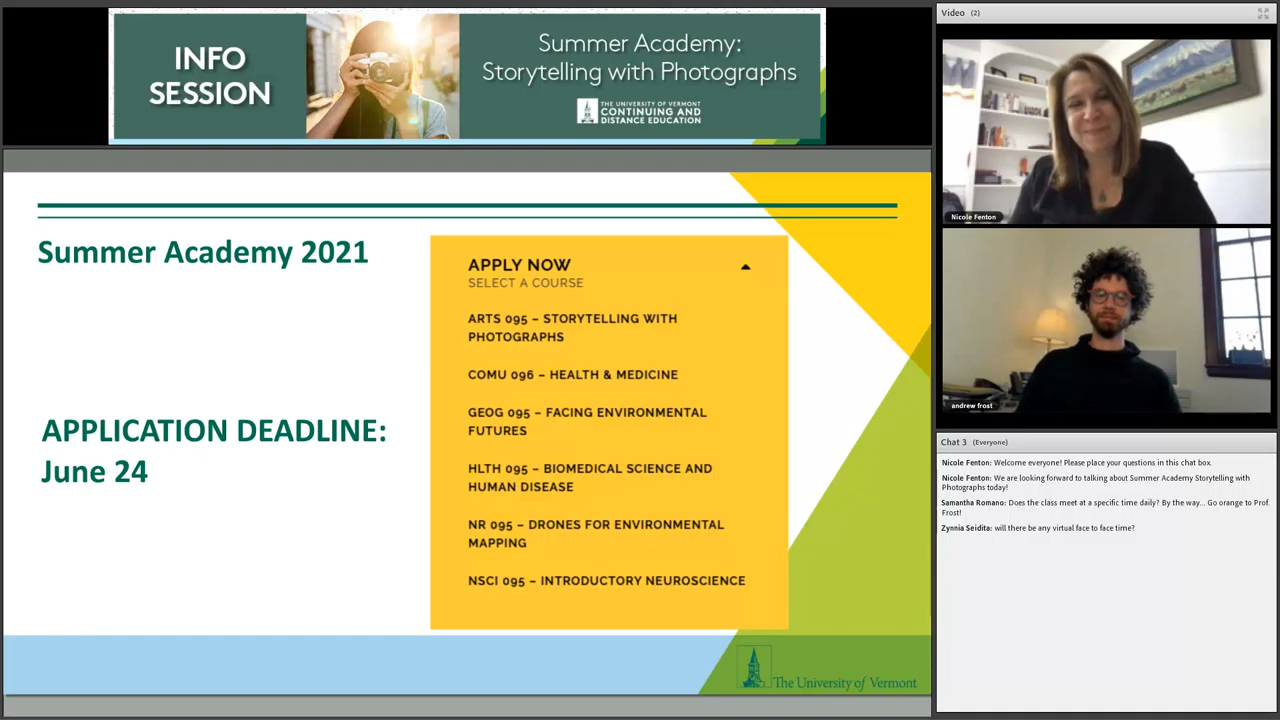 INFO
SESSION
Summer Academy:
Storytelling with Photographs
THE UNIVERSITY OF VERMONT
CONTINUING AND
DISTANCE EDUCATION
Summer Academy 2021
APPLICATION DEADLINE:
June 24
APPLY NOW
SELECT A COURSE
ARTS 095 – STORYTELLING WITH
PHOTOGRAPHS
COMU 096 – HEALTH & MEDICINE
GEOG 095 – FACING ENVIRONMENTAL
FUTURES
HLTH 095 – BIOMEDICAL SCIENCE AND
HUMAN DISEASE
NR 095 – DRONES FOR ENVIRONMENTAL
MAPPING
NSCI 095 – INTRODUCTORY NEUROSCIENCE
The University of Vermont
Video (2)
Nicole Fenton
andrew frost
Chat 3 (Everyone)
Nicole Fenton: Welcome everyone! Please place your questions in this chat box.
Nicole Fenton: We are looking forward to talking about Summer Academy Storytelling with
Photographs today!
Samantha Romano: Does the class meet at a specific time daily? By the way... Go orange to Prof.
Frost!
Zynnia Seidita: will there be any virtual face to face time?